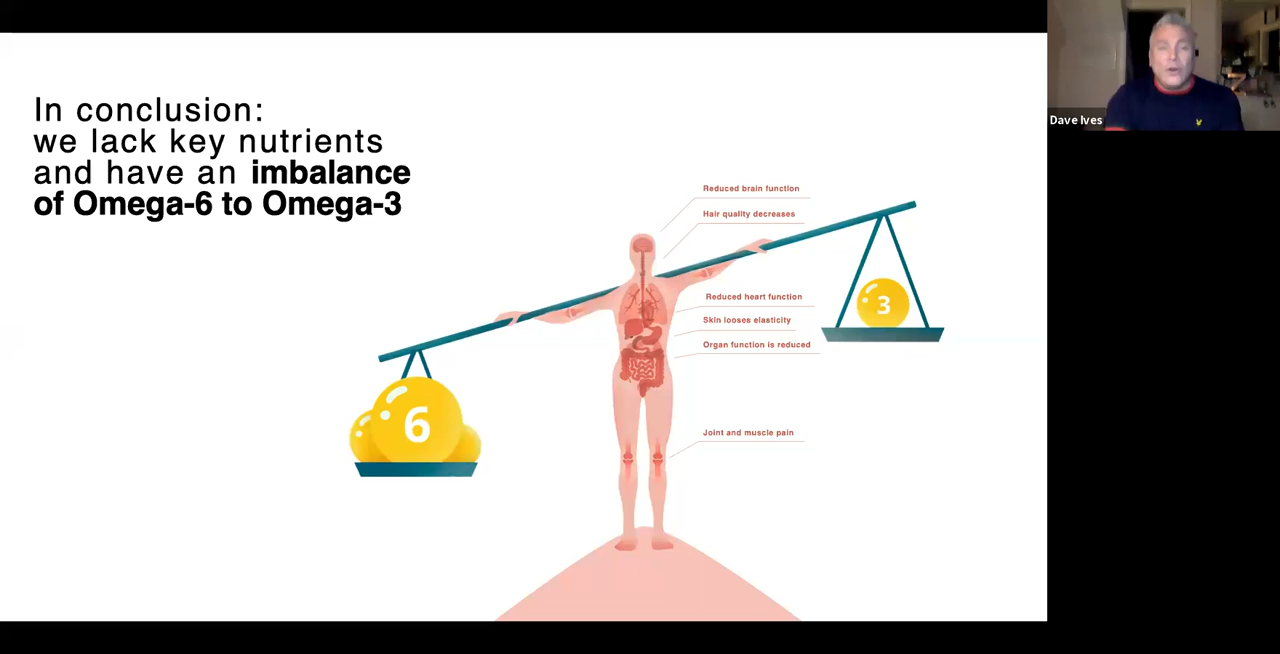 In conclusion:
we lack key nutrients
and have an imbalance
of Omega-6 to Omega-3
Reduced brain function
Hair quality decreases
Reduced heart function
Skin looses elasticity
Organ function is reduced
Joint and muscle pain
3
6
Dave Ives